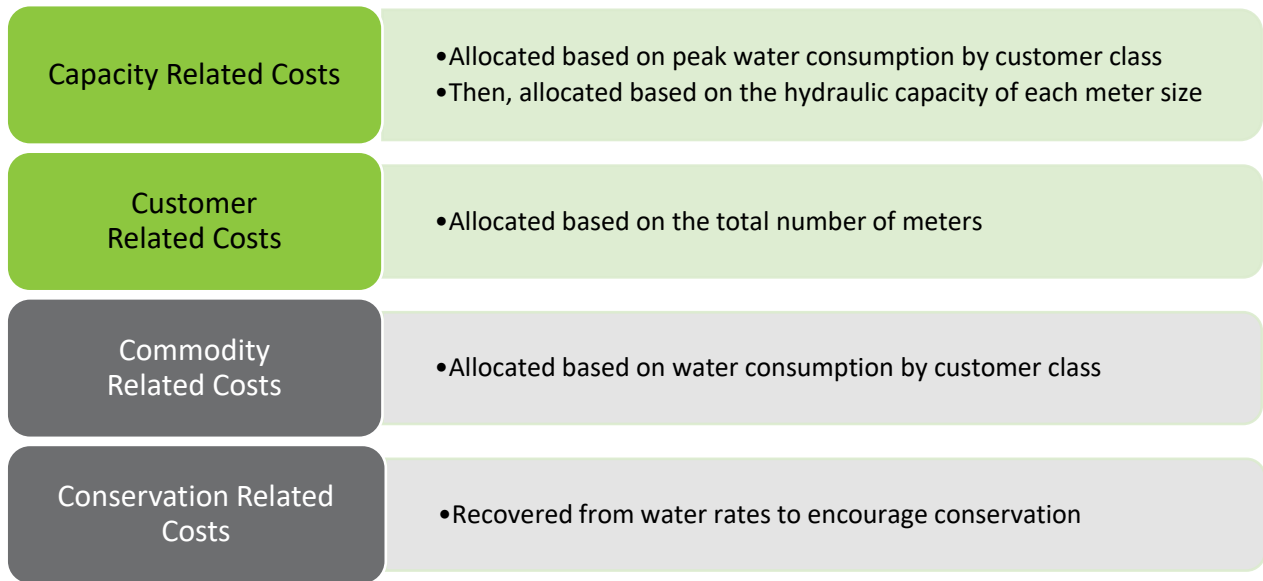 Capacity Related Costs
•Allocated based on peak water consumption by customer class
•Then, allocated based on the hydraulic capacity of each meter size
Customer
Related Costs
•Allocated based on the total number of meters
Commodity
Related Costs
•Allocated based on water consumption by customer class
Conservation Related
Costs
•Recovered from water rates to encourage conservation